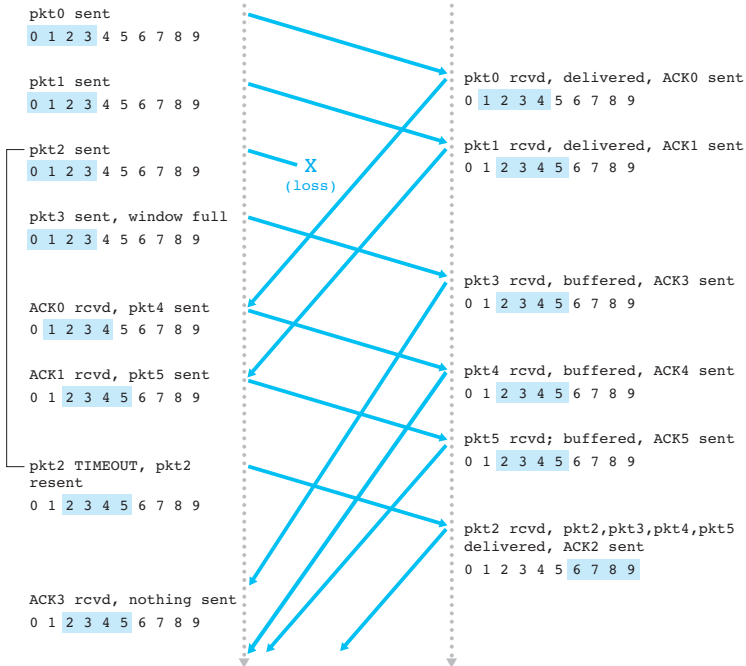 pkt0 sent
0 1 2 3 4 5 6 7 8 9
pkt1 sent
0 1 2 3 4 5 6 7 8 9
pkt2 sent
0 1 2 3 4 5 6 7 8 9
X
(loss)
pkt3 sent, window full
0 1 2 3 4 5 6 7 8 9
ACK0 rcvd, pkt4 sent
0 1 2 3 4 5 6 7 8 9
ACK1 rcvd, pkt5 sent
0 1 2 3 4 5 6 7 8 9
pkt2 TIMEOUT, pkt2
resent
0 1 2 3 4 5 6 7 8 9
ACK3 rcvd, nothing sent
0 1 2 3 4 5 6 7 8 9
pkt0 rcvd, delivered, ACK0 sent
0 1 2 3 4 5 6 7 8 9
pkt1 rcvd, delivered, ACK1 sent
0 1 2 3 4 5 6 7 8 9
pkt3 rcvd, buffered, ACK3 sent
0 1 2 3 4 5 6 7 8 9
pkt4 rcvd, buffered, ACK4 sent
0 1 2 3 4 5 6 7 8 9
pkt5 rcvd; buffered, ACK5 sent
0 1 2 3 4 5 6 7 8 9
pkt2 rcvd, pkt2,pkt3,pkt4,pkt5
delivered, ACK2 sent
0 1 2 3 4 5 6 7 8 9